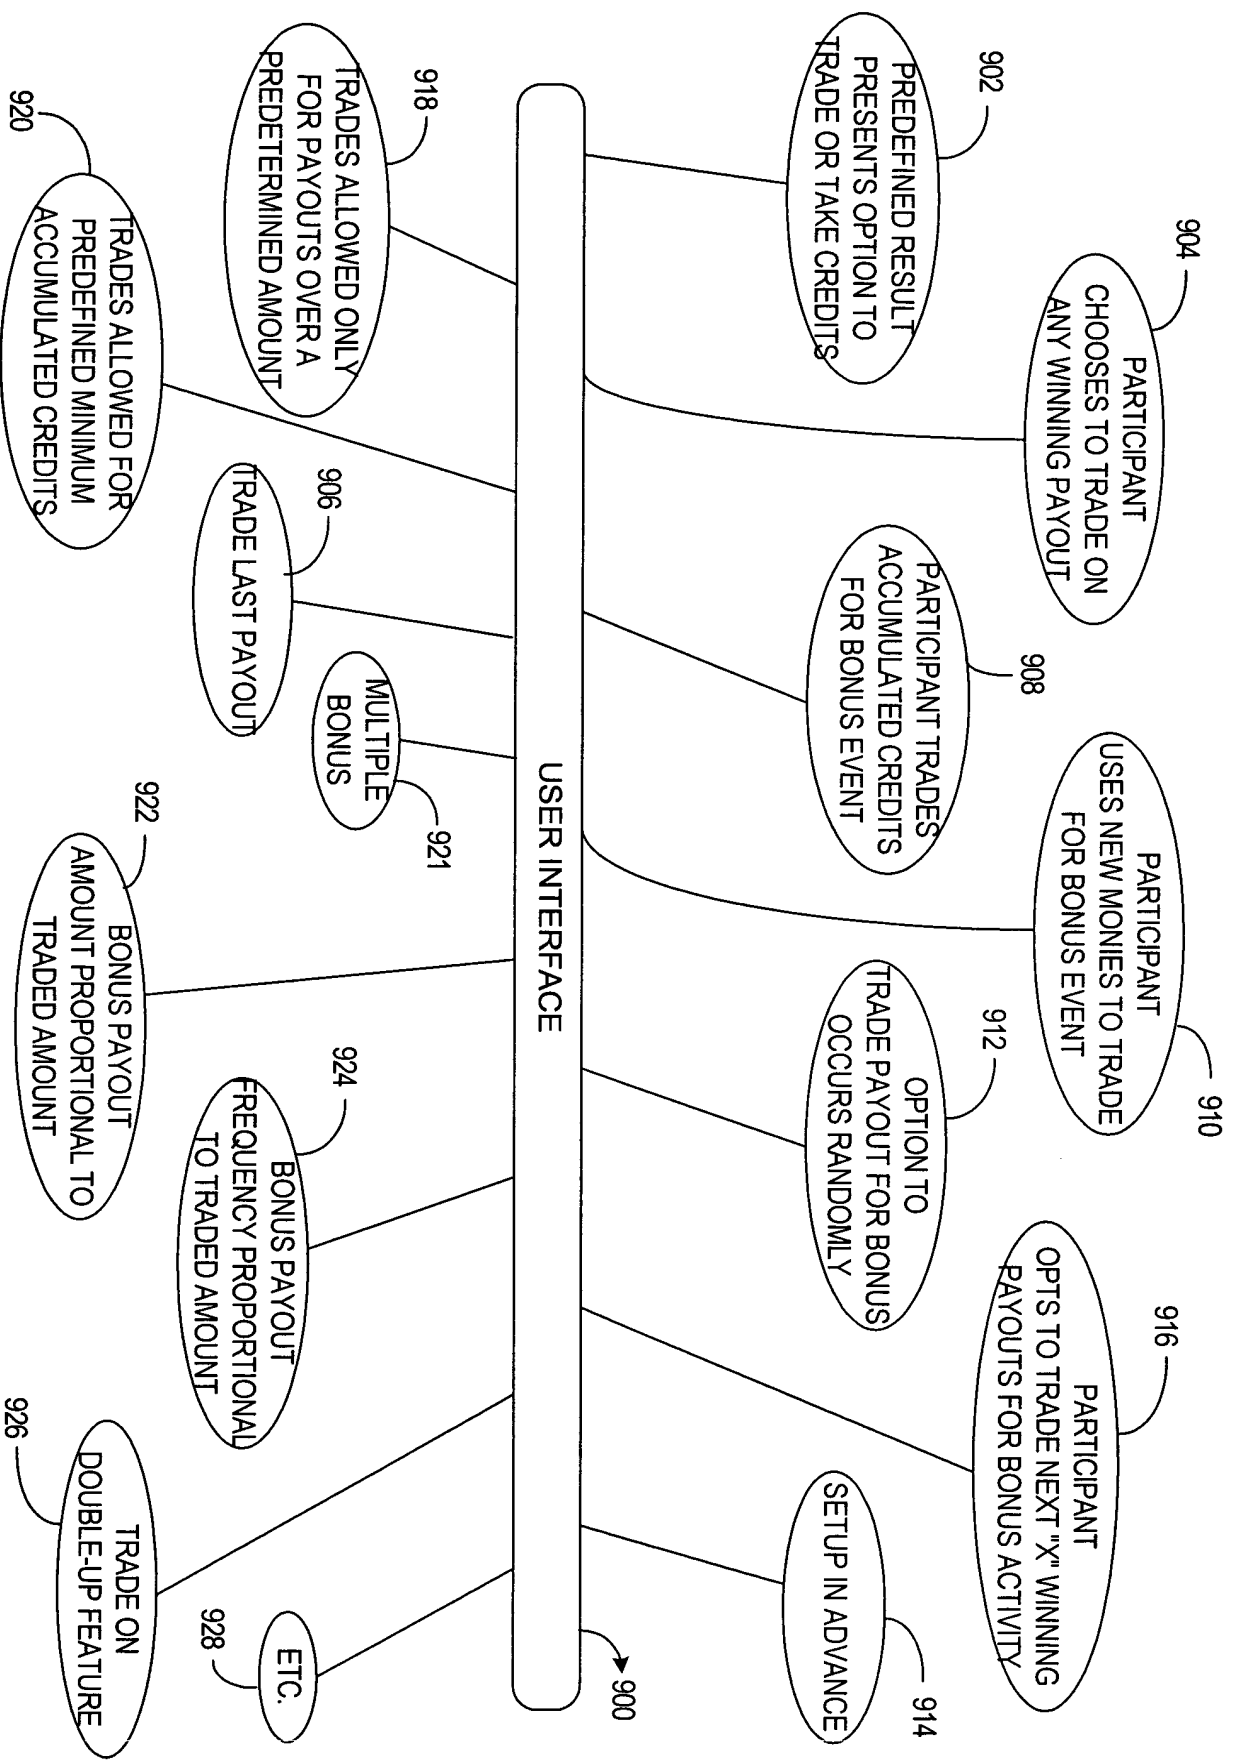 902
PREDEFINED RESULT
PRESENTS OPTION TO
TRADE OR TAKE CREDITS
904
PARTICIPANT
CHOOSES TO TRADE ON
ANY WINNING PAYOUT
908
PARTICIPANT TRADES
ACCUMULATED CREDITS
FOR BONUS EVENT
910
PARTICIPANT
USES NEW MONIES TO TRADE
FOR BONUS EVENT
912
OPTION TO
TRADE PAYOUT FOR BONUS
OCCURS RANDOMLY
916
PARTICIPANT
OPTS TO TRADE NEXT "X" WINNING
PAYOUTS FOR BONUS ACTIVITY
914
SETUP IN ADVANCE
900
USER INTERFACE
918
TRADES ALLOWED ONLY
FOR PAYOUTS OVER A
PREDETERMINED AMOUNT
920
TRADES ALLOWED FOR
PREDEFINED MINIMUM
ACCUMULATED CREDITS
906
TRADE LAST PAYOUT
MULTIPLE
BONUS
921
922
BONUS PAYOUT
AMOUNT PROPORTIONAL TO
TRADED AMOUNT
924
BONUS PAYOUT
FREQUENCY PROPORTIONAL
TO TRADED AMOUNT
926
TRADE ON
DOUBLE-UP FEATURE
ETC.
928